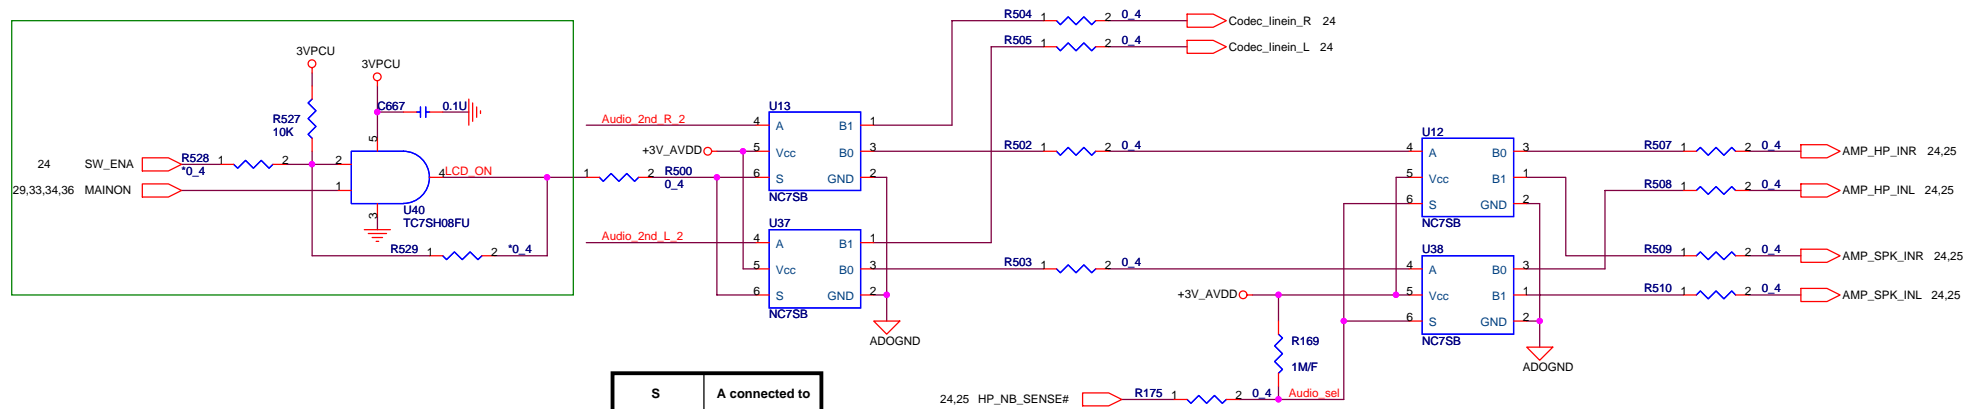 R504 1 2 0_4 Codec_linein_R 24
R505 1 2 0_4 Codec_linein_L 24
3VPCU
3VPCU
C667 0.1U
R527
10K
5
24 SW_ENA R528 1 2 2
*0_4
29,33,34,36 MAINON 1
4 LCD_ON
3
U40
TC7SH08FU
R529 1 2 *0_4
1 2 R500
0_4
U13
Audio_2nd_R_2 4 A B1 1
+3V_AVDD 5 Vcc B0 3
6 S GND 2
NC7SB
U37
Audio_2nd_L_2 4 A B1 1
5 Vcc B0 3
6 S GND 2
NC7SB
ADOGND
R502 1 2 0_4
R503 1 2 0_4
U12
4 A B0 3
5 Vcc B1 1
6 S GND 2
NC7SB
U38
4 A B0 3
+3V_AVDD 5 Vcc B1 1
6 S GND 2
NC7SB
ADOGND
R507 1 2 0_4 AMP_HP_INR 24,25
R508 1 2 0_4 AMP_HP_INL 24,25
R509 1 2 0_4 AMP_SPK_INR 24,25
R510 1 2 0_4 AMP_SPK_INL 24,25
R169
1M/F
1
2
24,25 HP_NB_SENSE# R175 1 2 0_4 Audio_sel
S A connected to